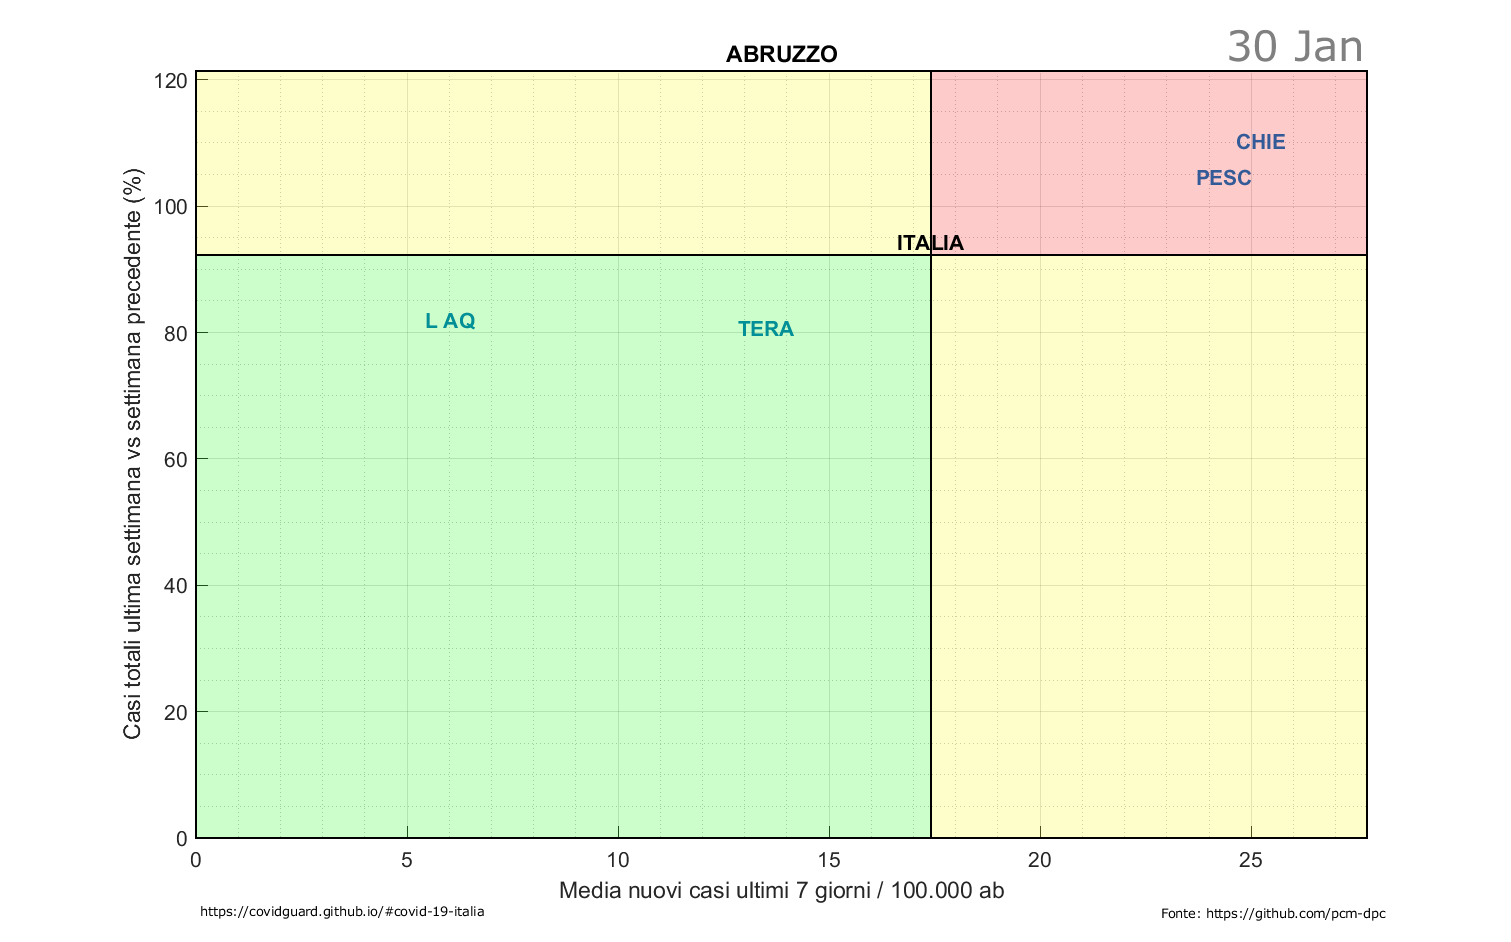 30 Jan
ABRUZZO
120
100
80
60
40
20
0
Casi totali ultima settimana vs settimana precedente (%)
CHIE
PESC
ITALIA
L AQ
TERA
0 5 10 15 20 25
Media nuovi casi ultimi 7 giorni / 100.000 ab
https://covidguard.github.io/#covid-19-italia
Fonte: https://github.com/pcm-dpc